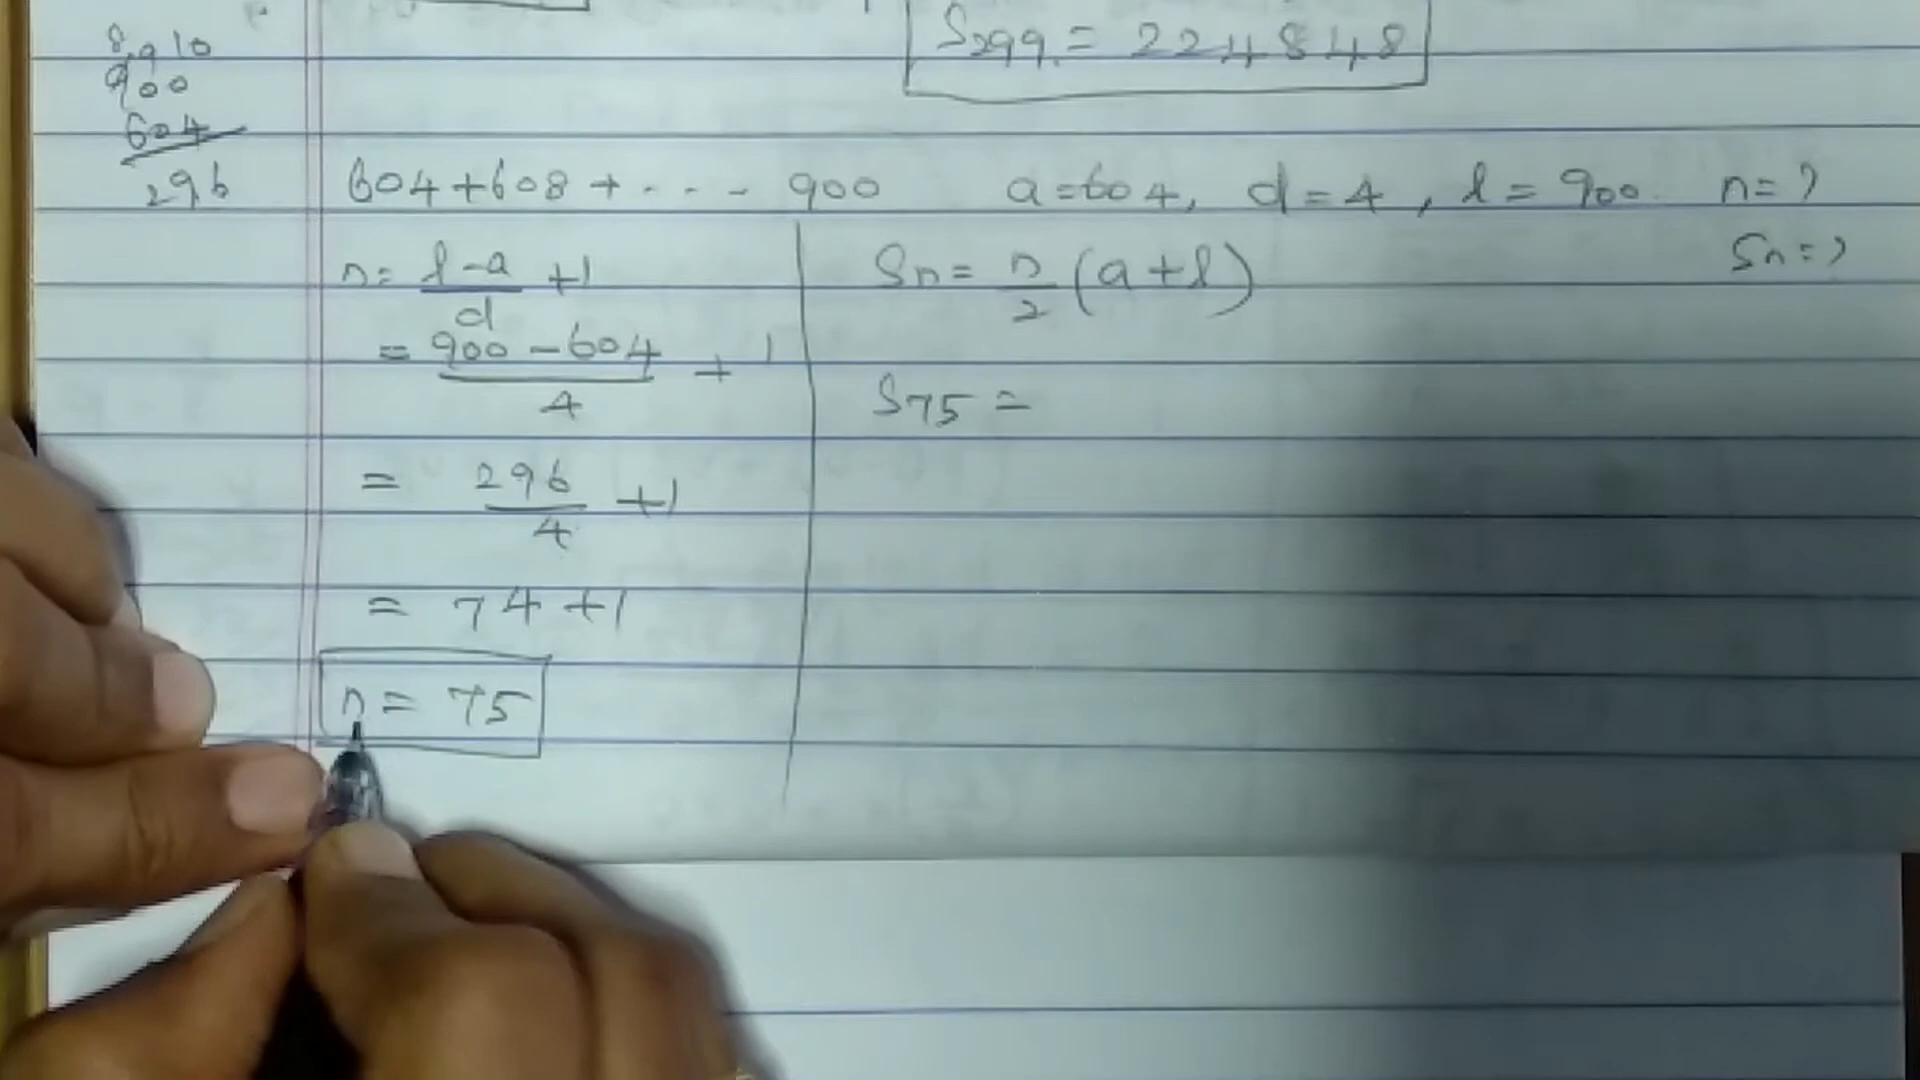 S299 = 224848
8 9 10
900
604
296
604+608+ - - - 900 a=604, d=4, l=900 n=?
Sn=?
n= l-a/d +1
= 900-604/4 + 1
= 296/4 +1
= 74+1
n= 75
Sn= n/2 (a+l)
S75 =